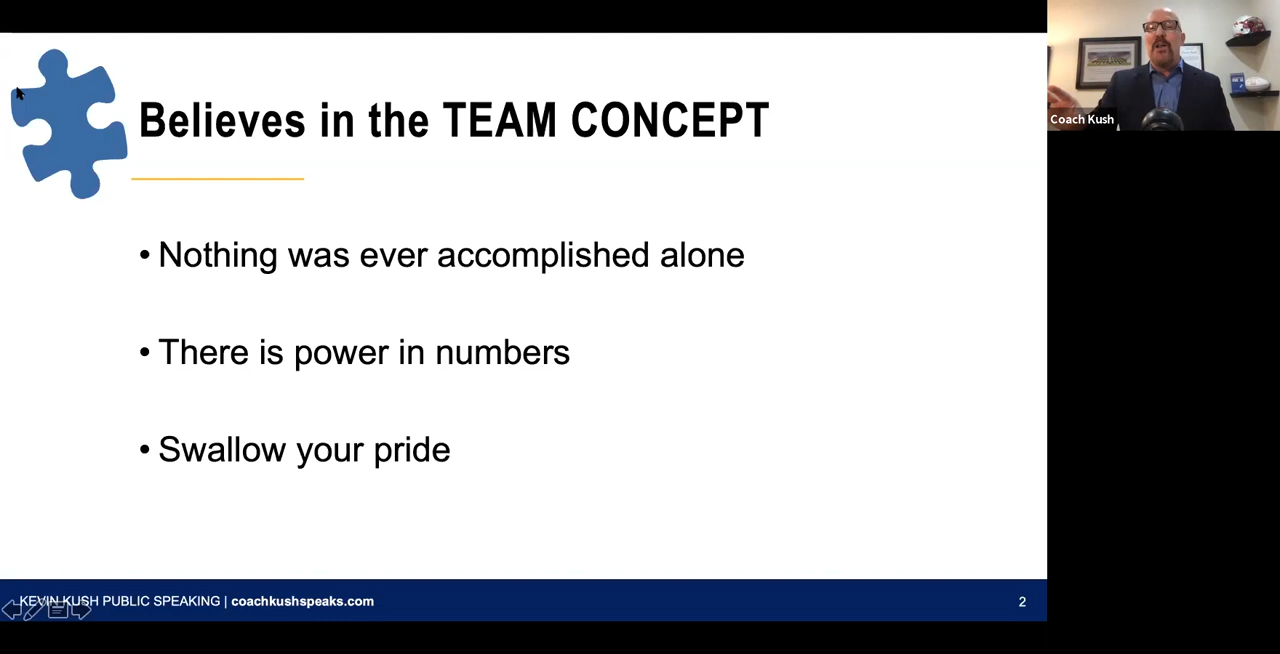 Believes in the TEAM CONCEPT
• Nothing was ever accomplished alone
• There is power in numbers
• Swallow your pride
KEVIN KUSH PUBLIC SPEAKING | coachkushspeaks.com
2
Coach Kush